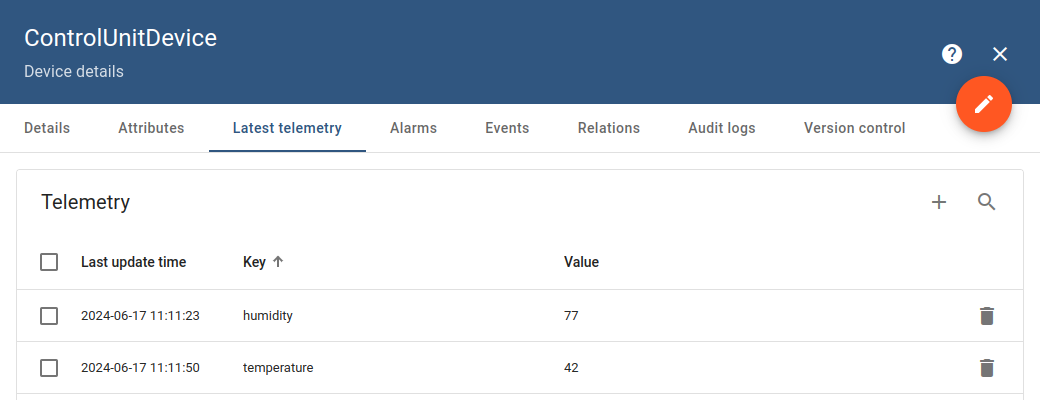 ControlUnitDevice
Device details
Details Attributes Latest telemetry Alarms Events Relations Audit logs Version control
Telemetry
Last update time Key Value
2024-06-17 11:11:23 humidity 77
2024-06-17 11:11:50 temperature 42